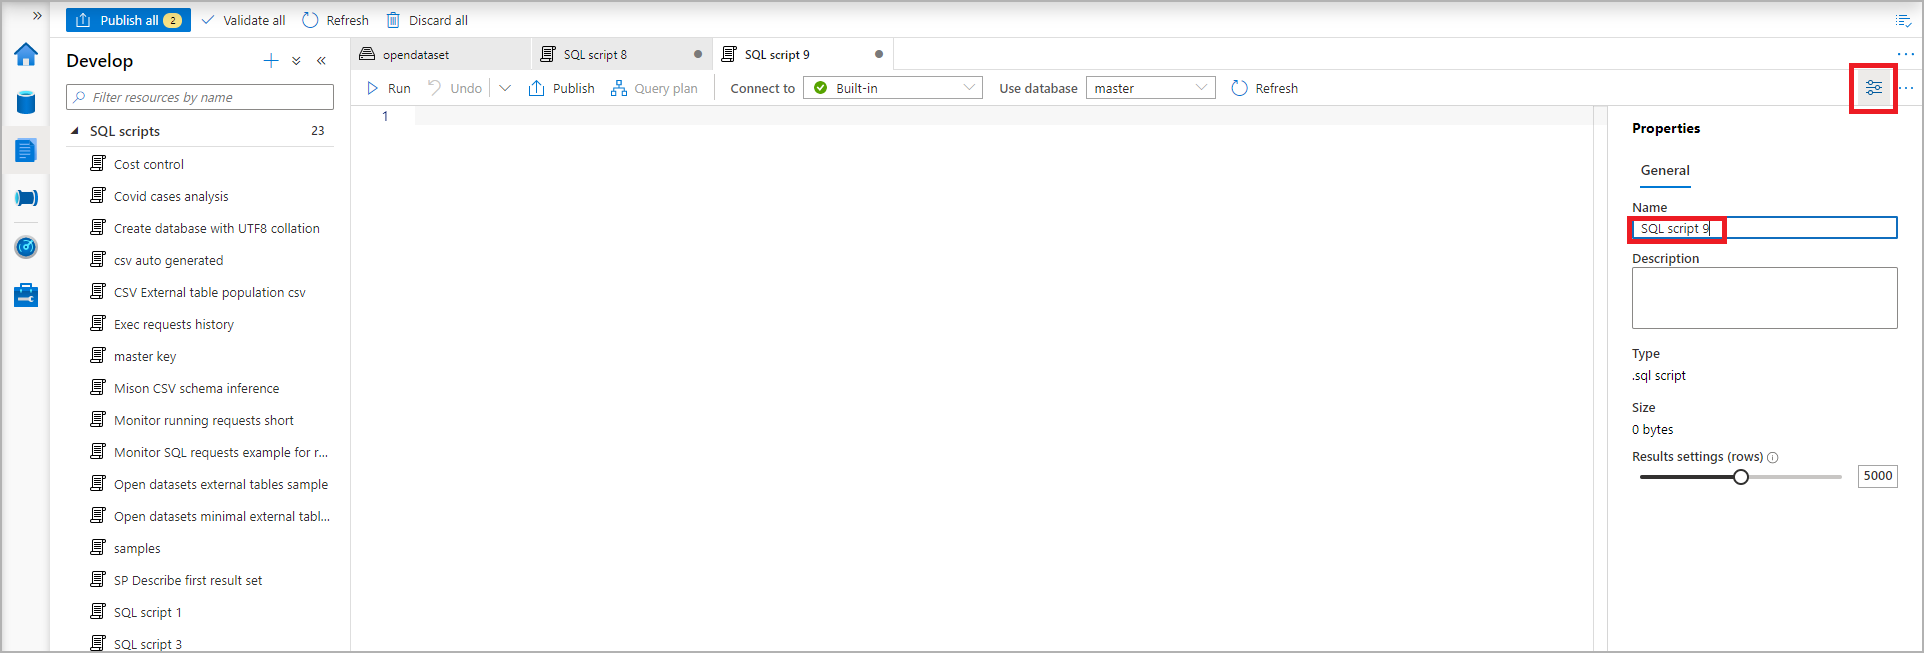 Publish all 2 Validate all Refresh Discard all
Develop
Filter resources by name
SQL scripts 23
Cost control
Covid cases analysis
Create database with UTF8 collation
csv auto generated
CSV External table population csv
Exec requests history
master key
Mison CSV schema inference
Monitor running requests short
Monitor SQL requests example for r...
Open datasets external tables sample
Open datasets minimal external tabl...
samples
SP Describe first result set
SQL script 1
SQL script 3
opendataset SQL script 8 SQL script 9
Run Undo Publish Query plan Connect to Built-in Use database master Refresh
1
Properties
General
Name
SQL script 9
Description
Type
.sql script
Size
0 bytes
Results settings (rows)
5000